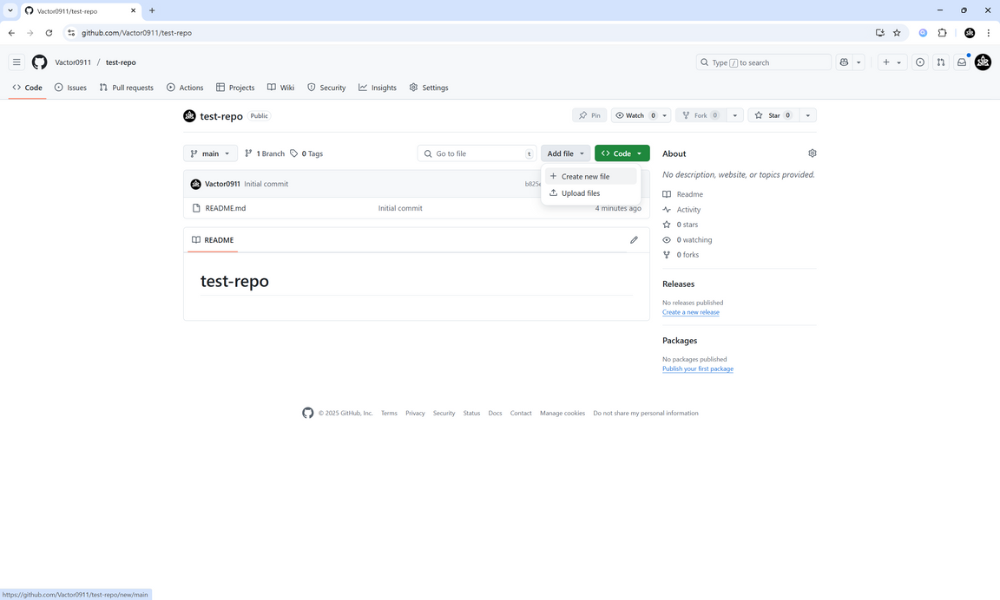 Vactor0911/test-repo
github.com/Vactor0911/test-repo
Vactor0911 / test-repo
Type / to search
Code
Issues
Pull requests
Actions
Projects
Wiki
Security
Insights
Settings
test-repo Public
Pin
Watch 0
Fork 0
Star 0
main
1 Branch
0 Tags
Go to file t
Add file
Code
Create new file
Upload files
Vactor0911 Initial commit
README.md Initial commit 4 minutes ago
README
test-repo
About
No description, website, or topics provided.
Readme
Activity
0 stars
0 watching
0 forks
Releases
No releases published
Create a new release
Packages
No packages published
Publish your first package
© 2025 GitHub, Inc. Terms Privacy Security Status Docs Contact Manage cookies Do not share my personal information
https://github.com/Vactor0911/test-repo/new/main